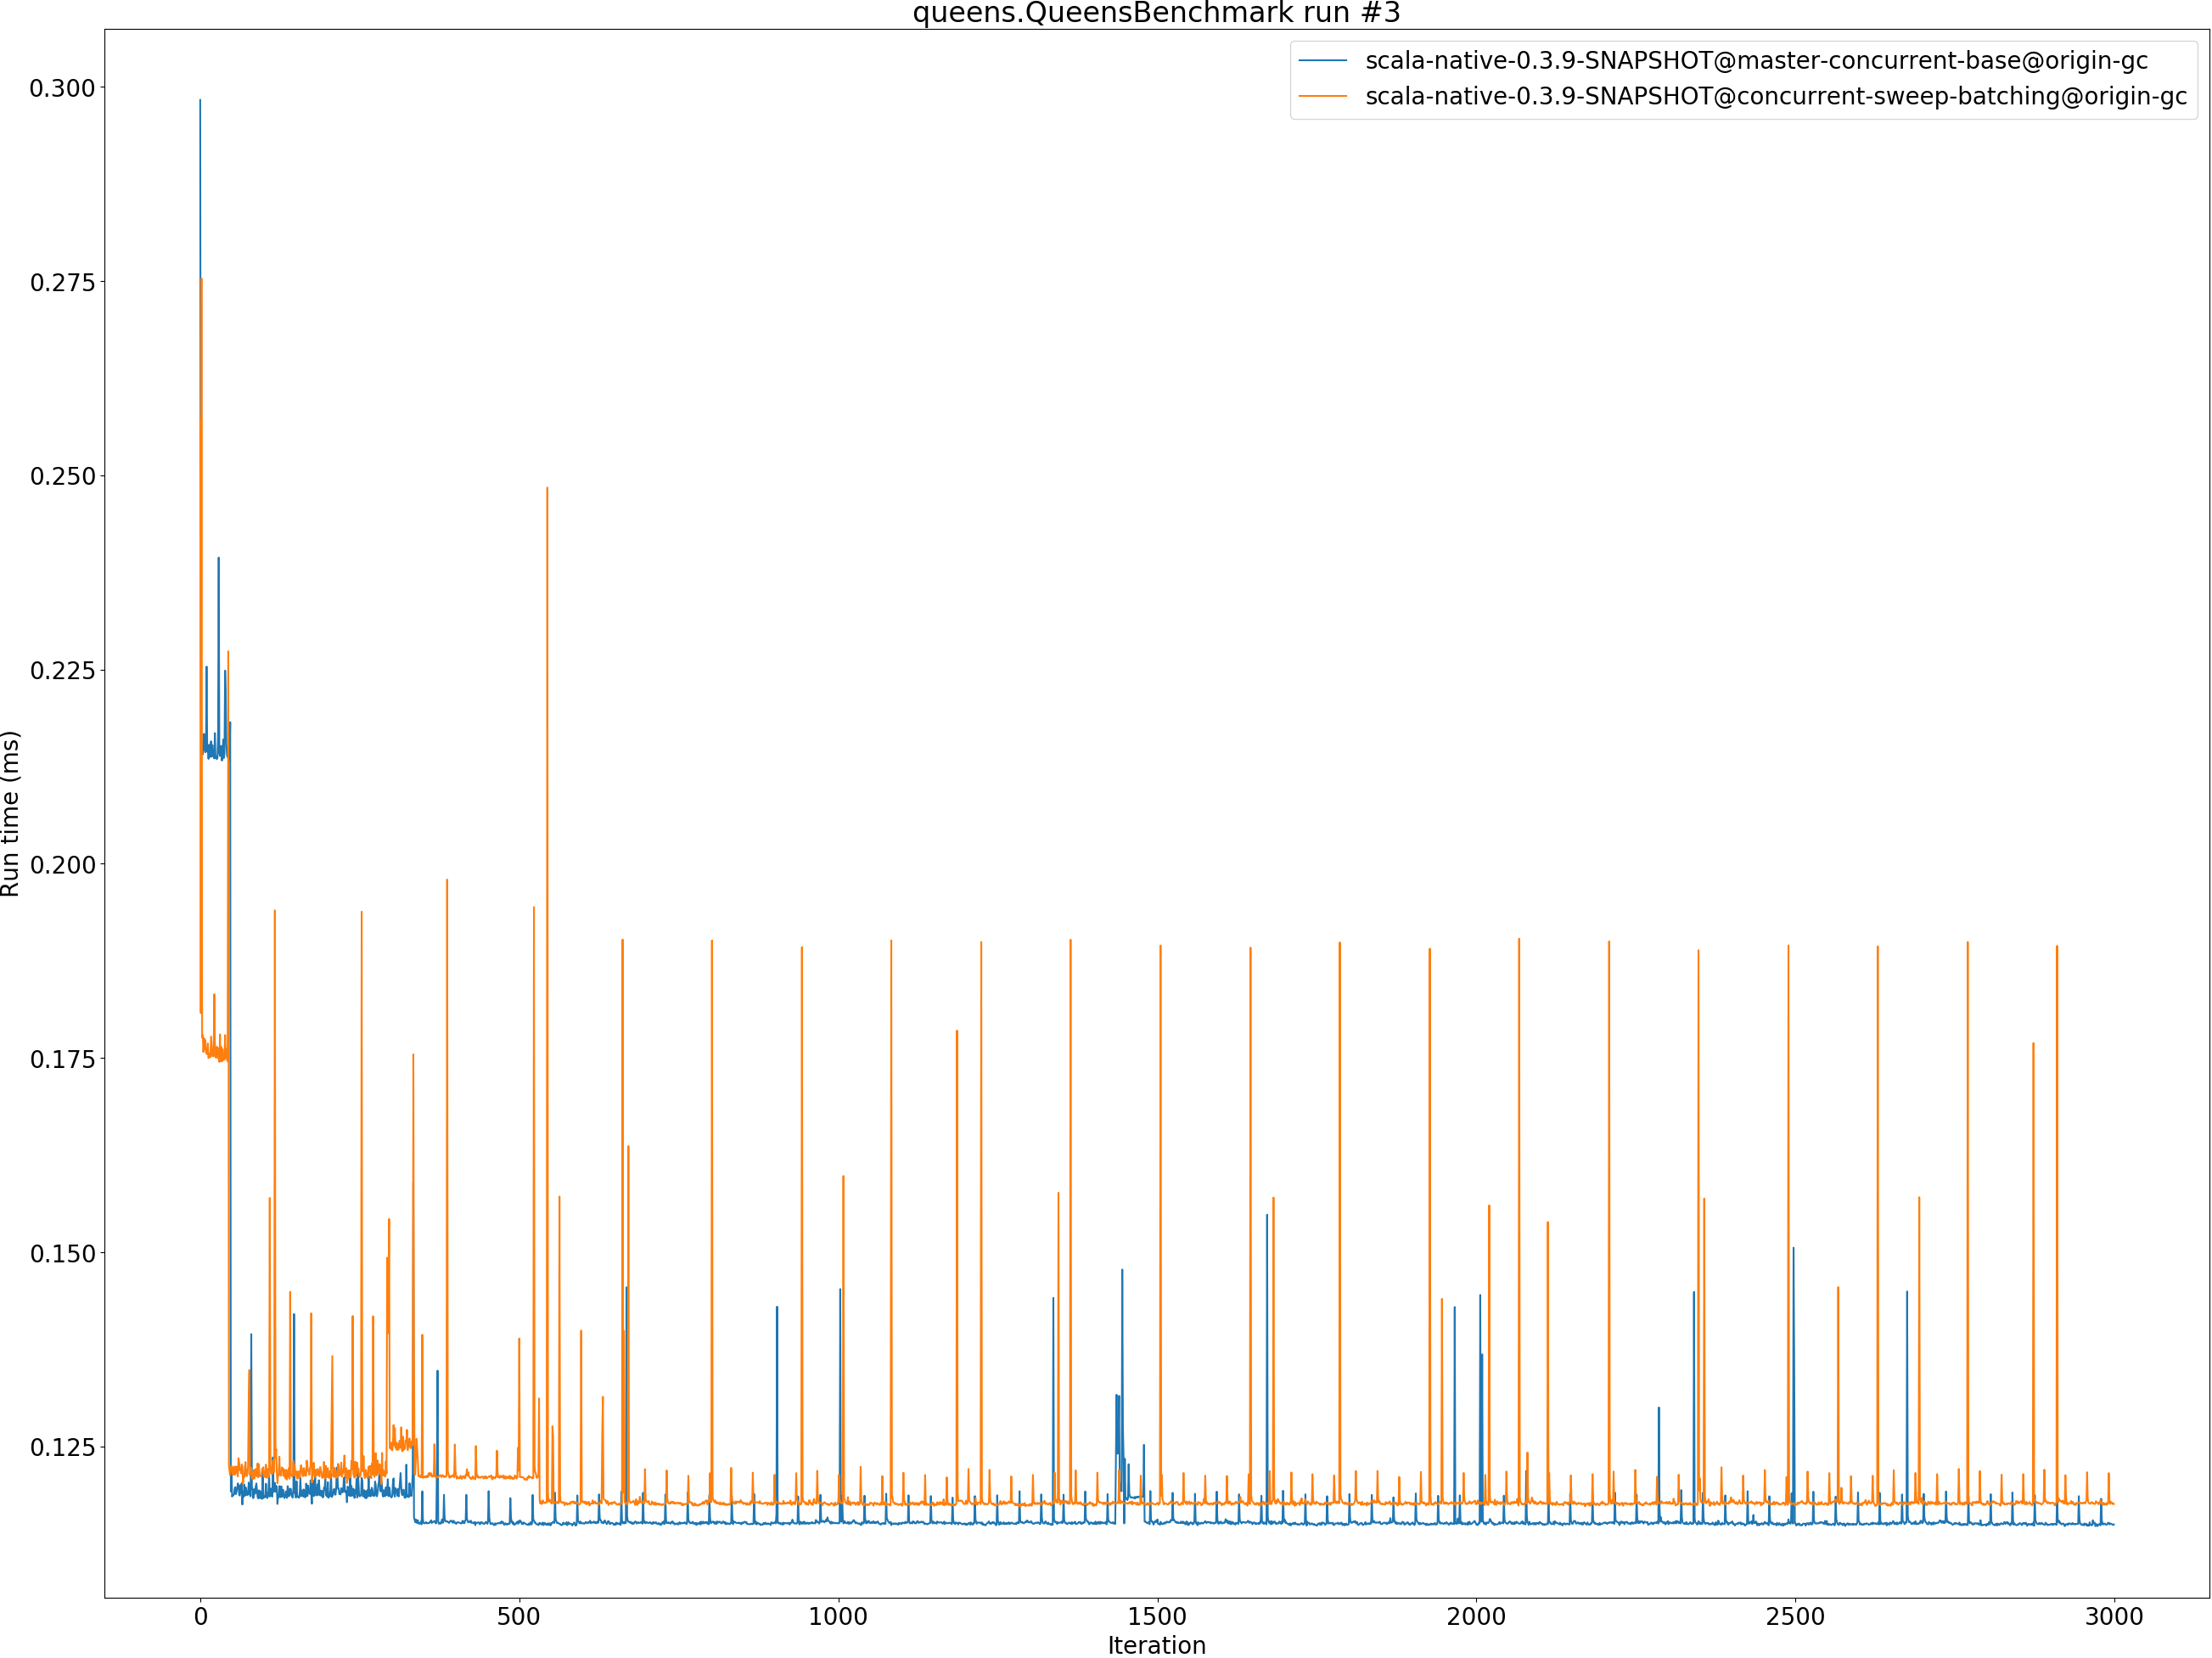 queens.QueensBenchmark run #3
scala-native-0.3.9-SNAPSHOT@master-concurrent-base@origin-gc
scala-native-0.3.9-SNAPSHOT@concurrent-sweep-batching@origin-gc
Run time (ms)
0.300
0.275
0.250
0.225
0.200
0.175
0.150
0.125
0 500 1000 1500 2000 2500 3000
Iteration